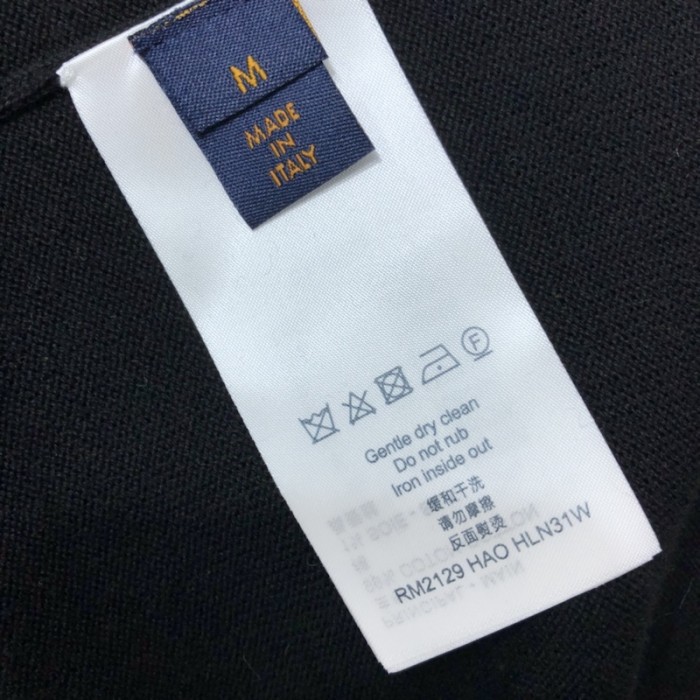 M
MADE
IN
ITALY
F
Gentle dry clean
Do not rub
Iron inside out
缓和干洗
请勿摩擦
反面熨烫
RM2129 HAO HLN31W